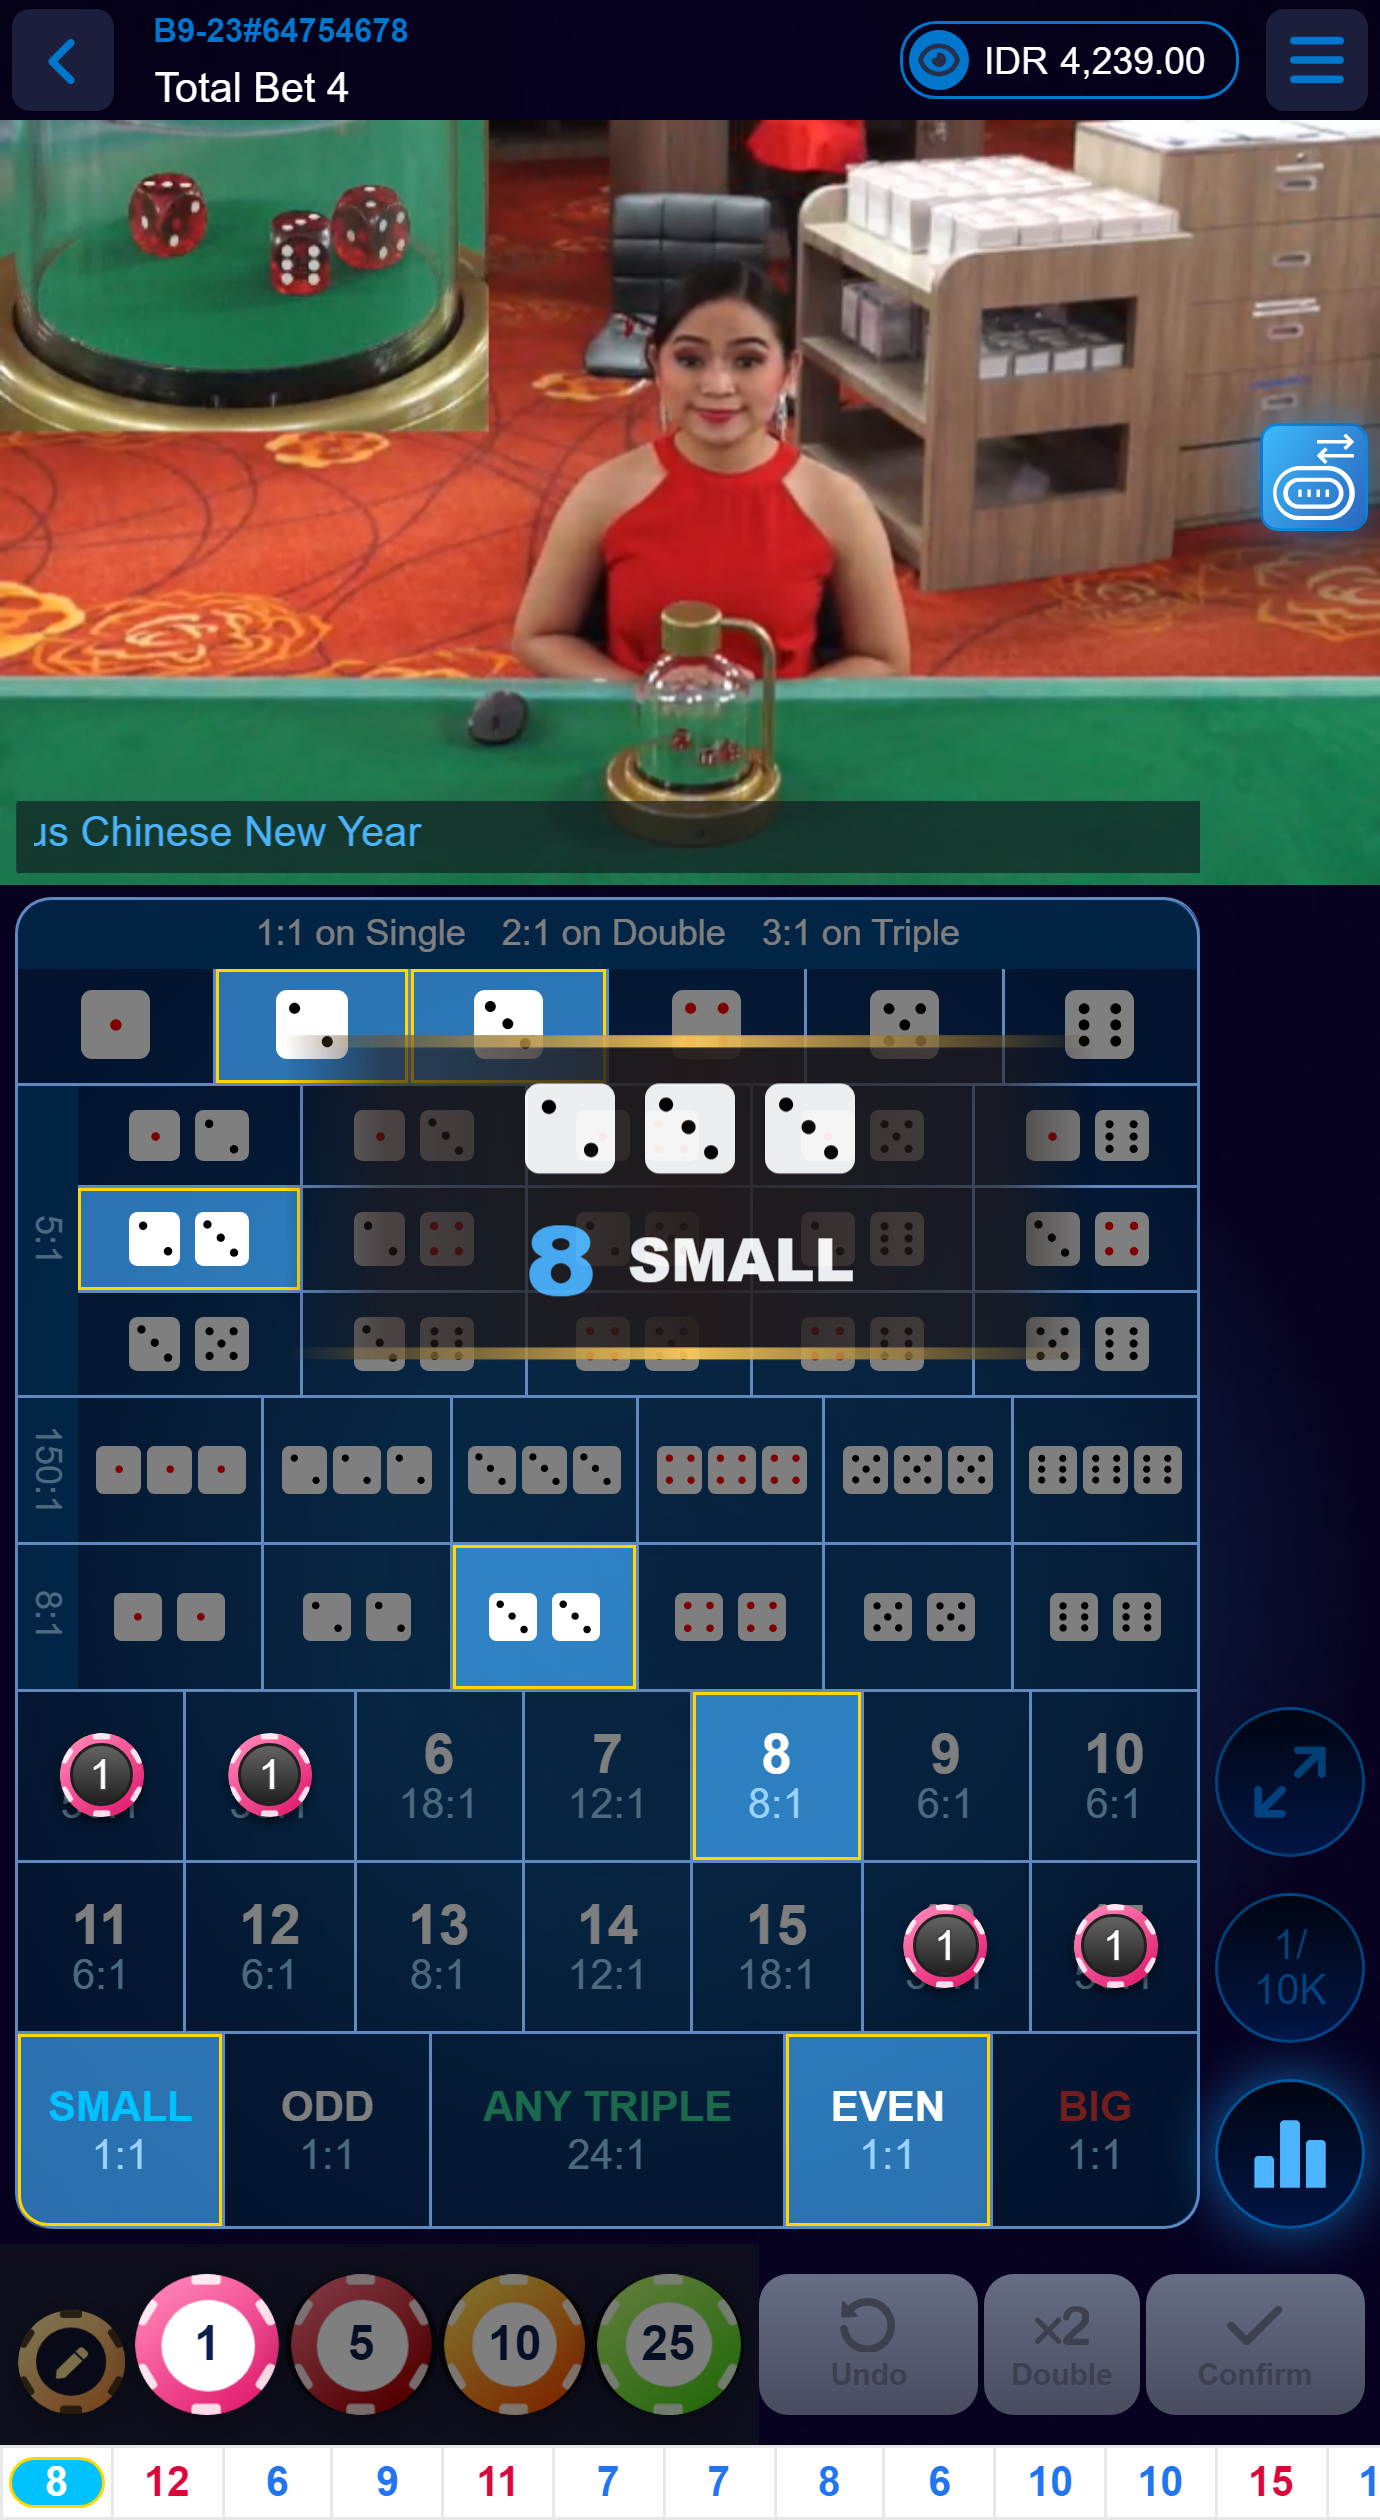 B9-23#64754678
Total Bet 4
IDR 4,239.00
Chinese New Year
1:1 on Single 2:1 on Double 3:1 on Triple
8 SMALL
5:1
150:1
8:1
1 1 6 7 8 9 10
18:1 12:1 8:1 6:1 6:1
11 12 13 14 15 1 1
6:1 6:1 8:1 12:1 18:1
1/
10K
SMALL ODD ANY TRIPLE EVEN BIG
1:1 1:1 24:1 1:1 1:1
1 5 10 25
x2
Undo Double Confirm
8 12 6 9 11 7 7 8 6 10 10 15